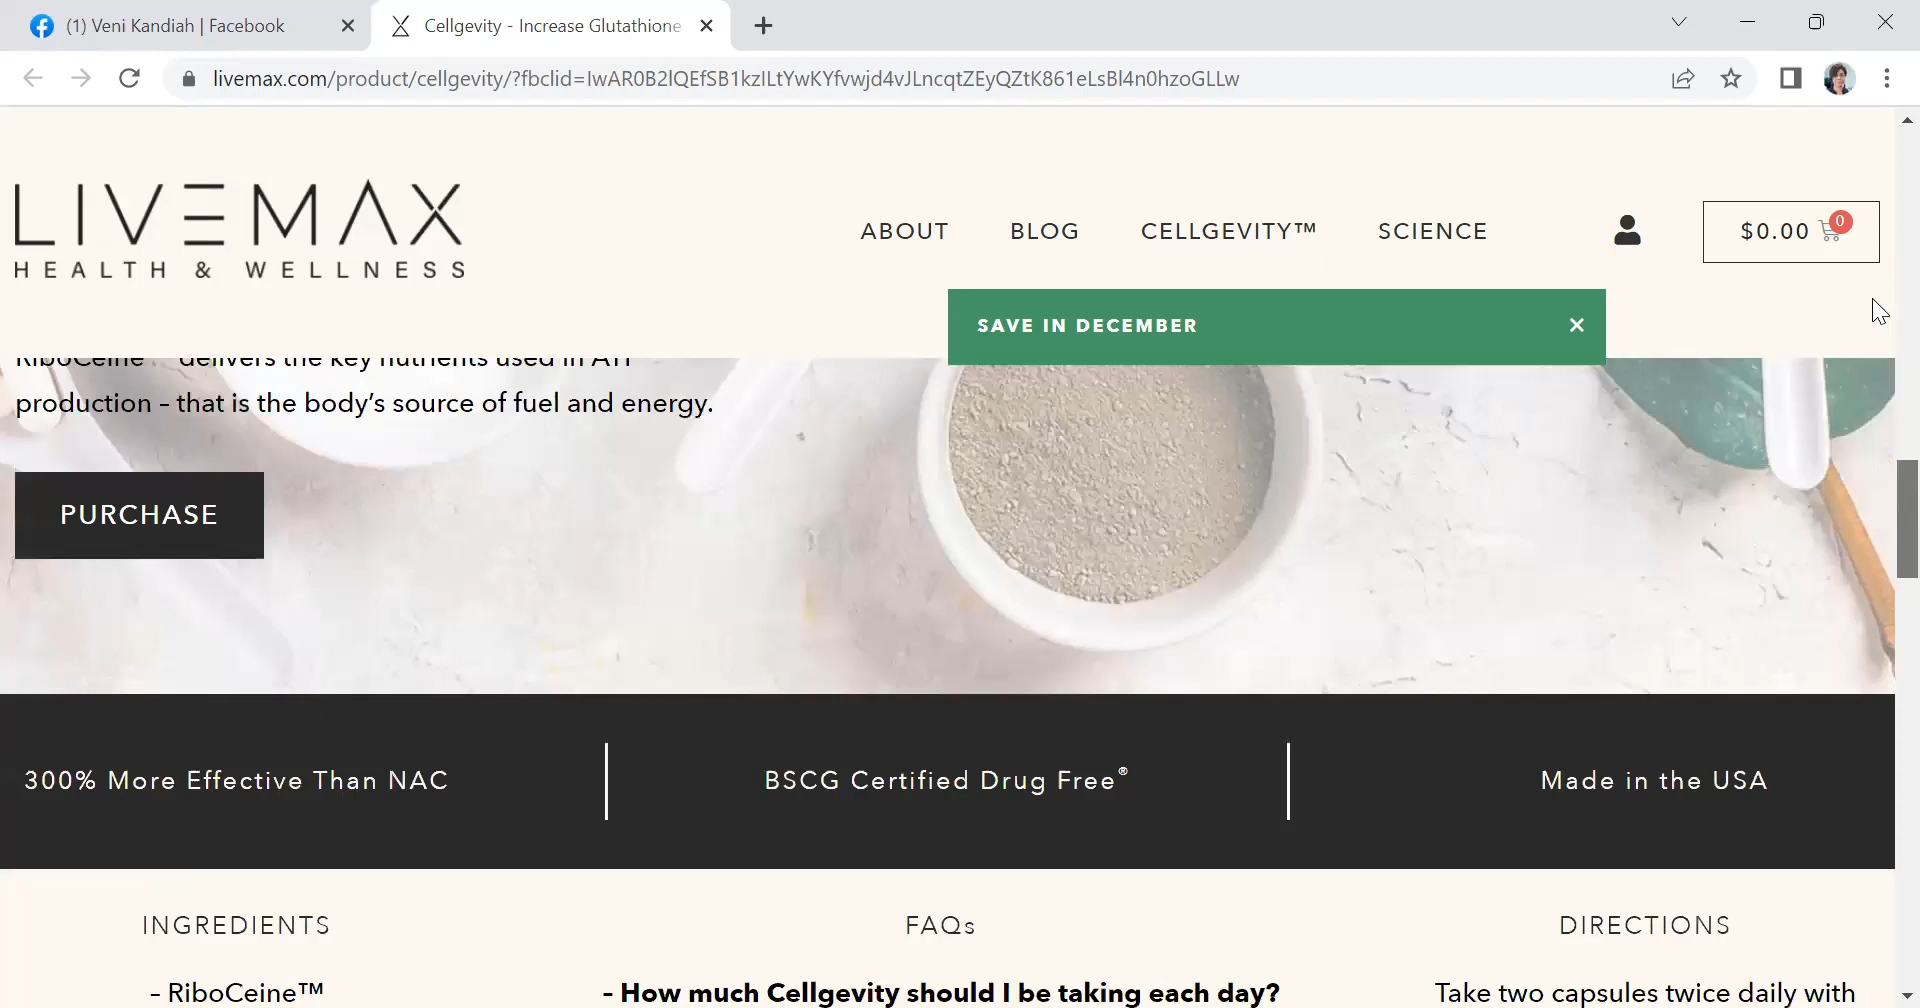 (1) Veni Kandiah | Facebook
Cellgevity - Increase Glutathione
livemax.com/product/cellgevity/?fbclid=IwAR0B2lQEfSB1kzILtYwKYfvwjd4vJLncqtZEyQZtK861eLsBl4n0hzoGLLw
LIVEMAX
HEALTH & WELLNESS
ABOUT
BLOG
CELLGEVITY™
SCIENCE
$0.00
0
SAVE IN DECEMBER
RiboCeine™ delivers the key nutrients used in ATP
production – that is the body’s source of fuel and energy.
PURCHASE
300% More Effective Than NAC
BSCG Certified Drug Free®
Made in the USA
INGREDIENTS
– RiboCeine™
FAQs
– How much Cellgevity should I be taking each day?
DIRECTIONS
Take two capsules twice daily with